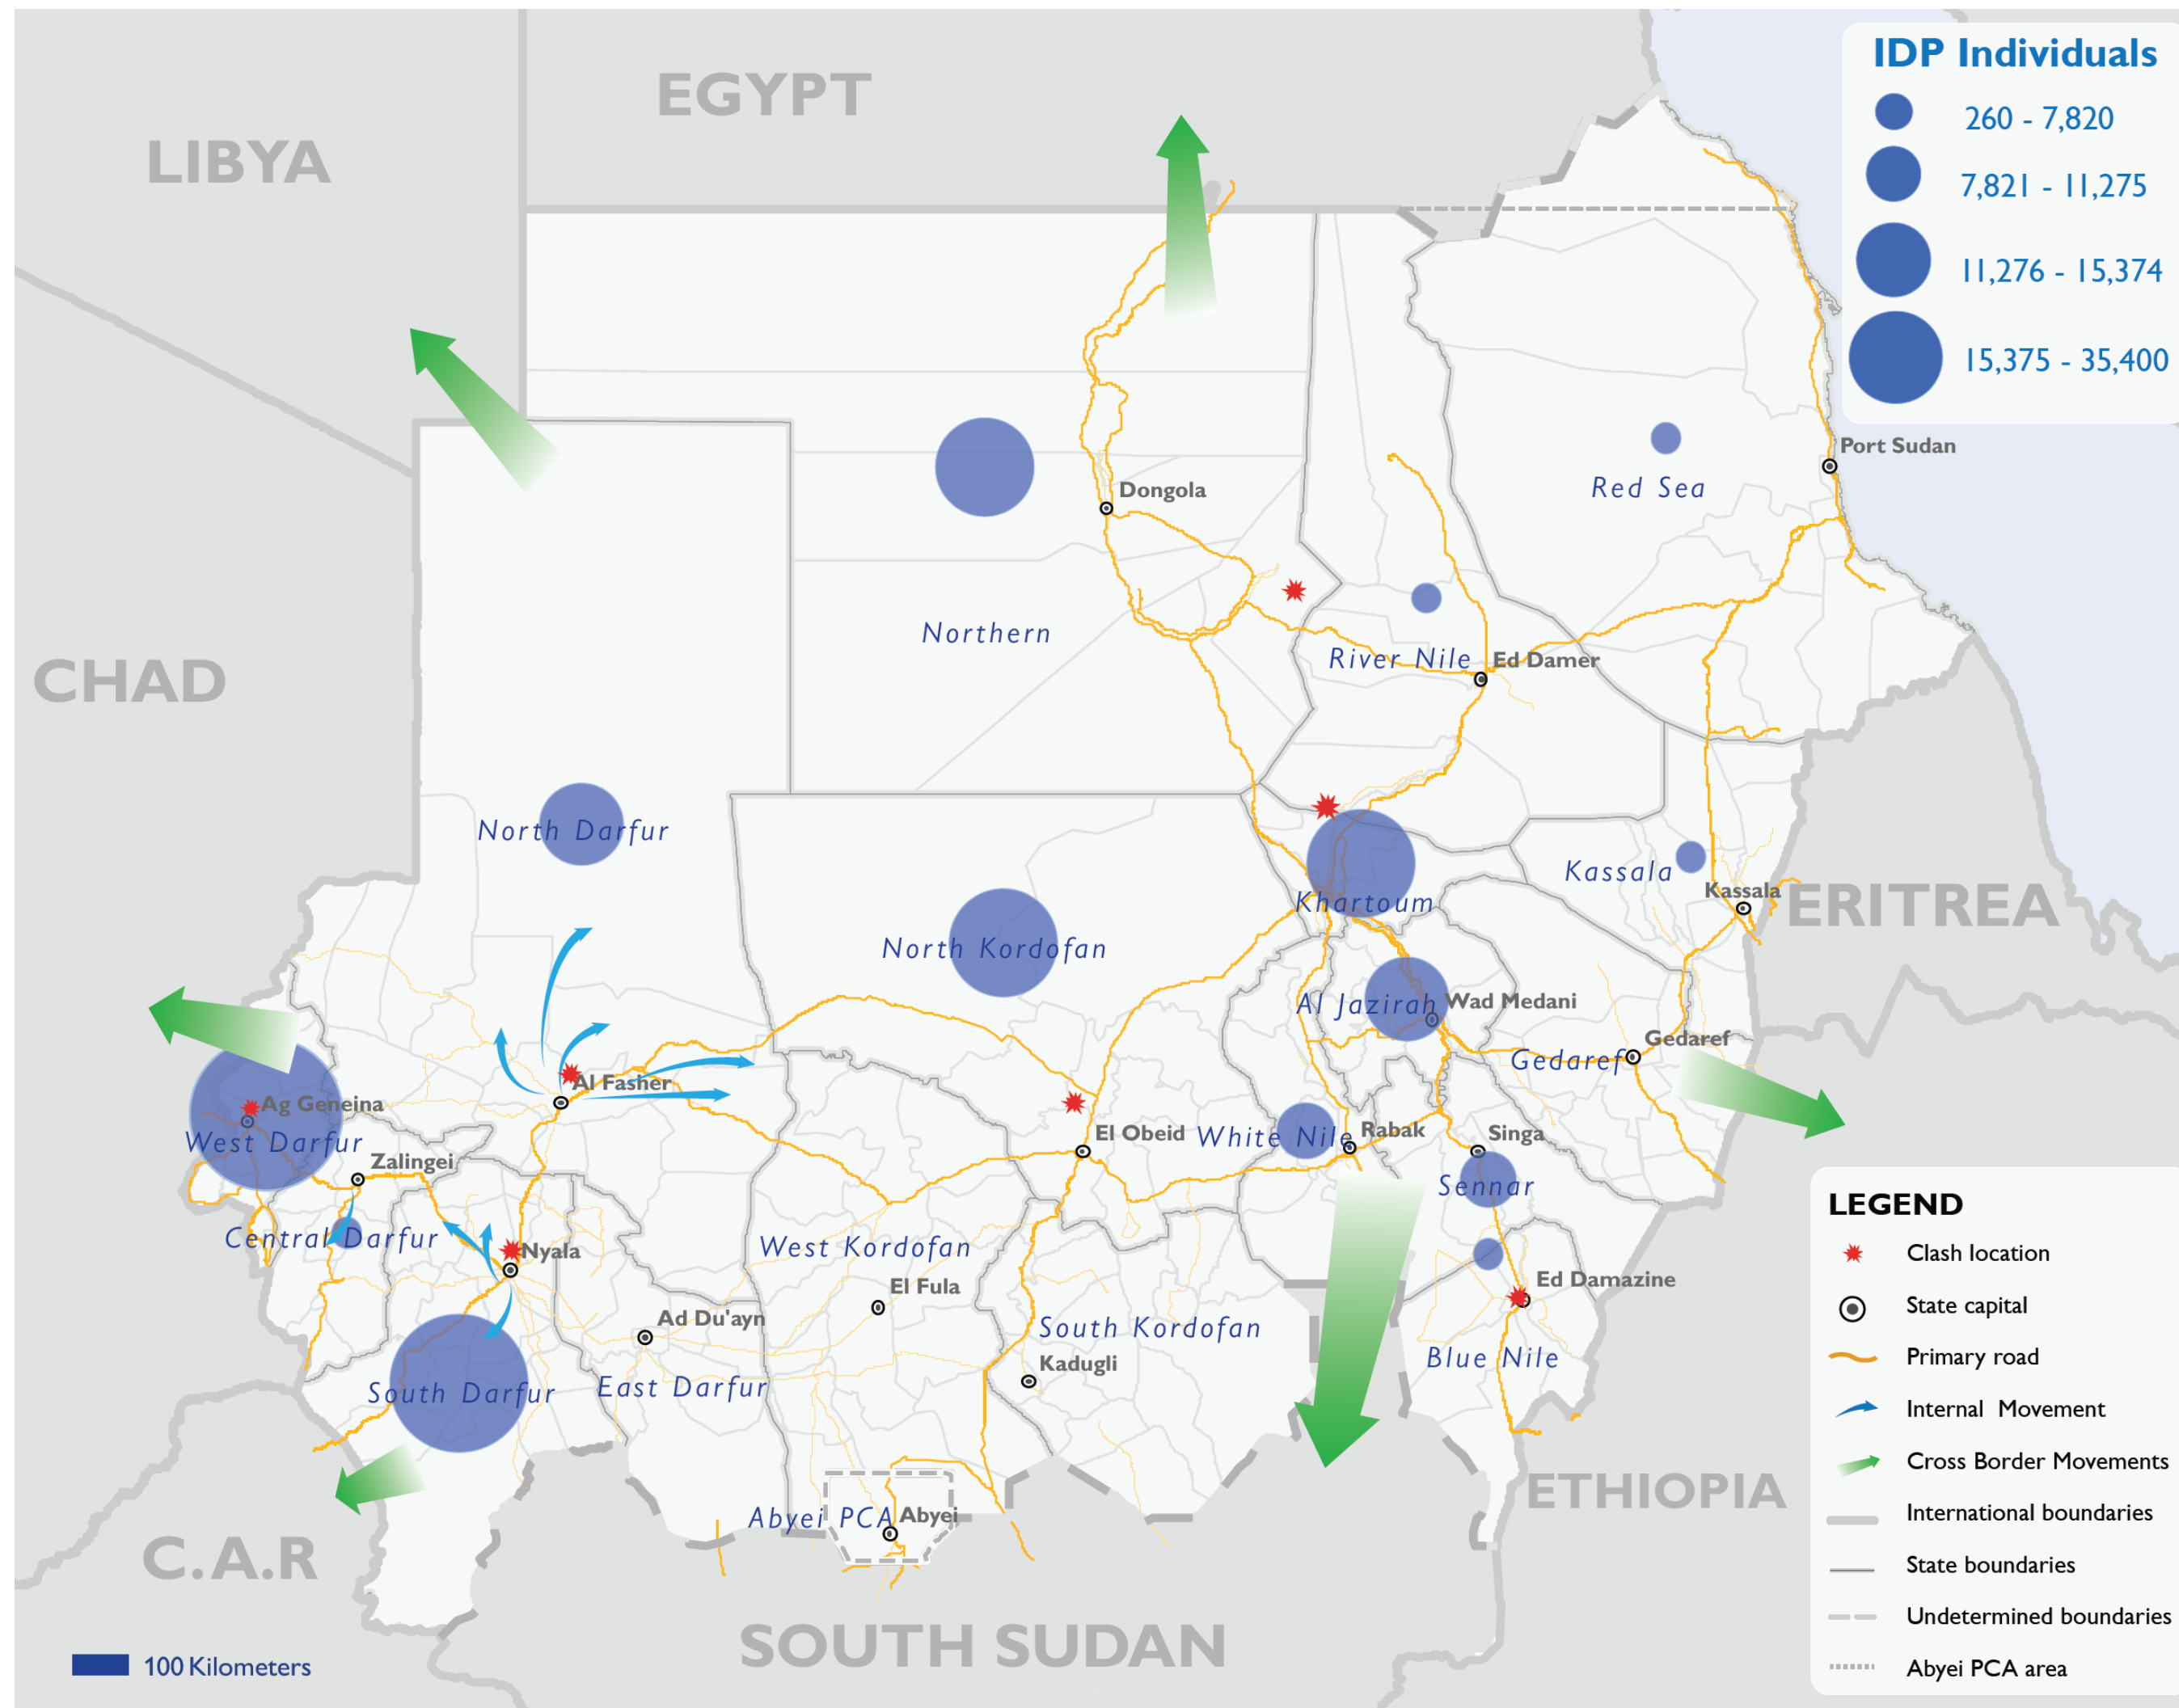 EGYPT
LIBYA
CHAD
ERITREA
ETHIOPIA
C.A.R
SOUTH SUDAN
IDP Individuals
260 - 7,820
7,821 - 11,275
11,276 - 15,374
15,375 - 35,400
Port Sudan
Red Sea
Dongola
Northern
River Nile
Ed Damer
North Darfur
Khartoum
Kassala
Kassala
North Kordofan
Al Jazirah
Wad Medani
Gedaref
Gedaref
Al Fasher
Ag Geneina
West Darfur
Zalingei
El Obeid
White Nile
Rabak
Singa
Sennar
Central Darfur
Nyala
West Kordofan
El Fula
Ed Damazine
Ad Du'ayn
South Kordofan
Blue Nile
Kadugli
South Darfur
East Darfur
Abyei PCA
Abyei
100 Kilometers
LEGEND
Clash location
State capital
Primary road
Internal Movement
Cross Border Movements
International boundaries
State boundaries
Undetermined boundaries
Abyei PCA area